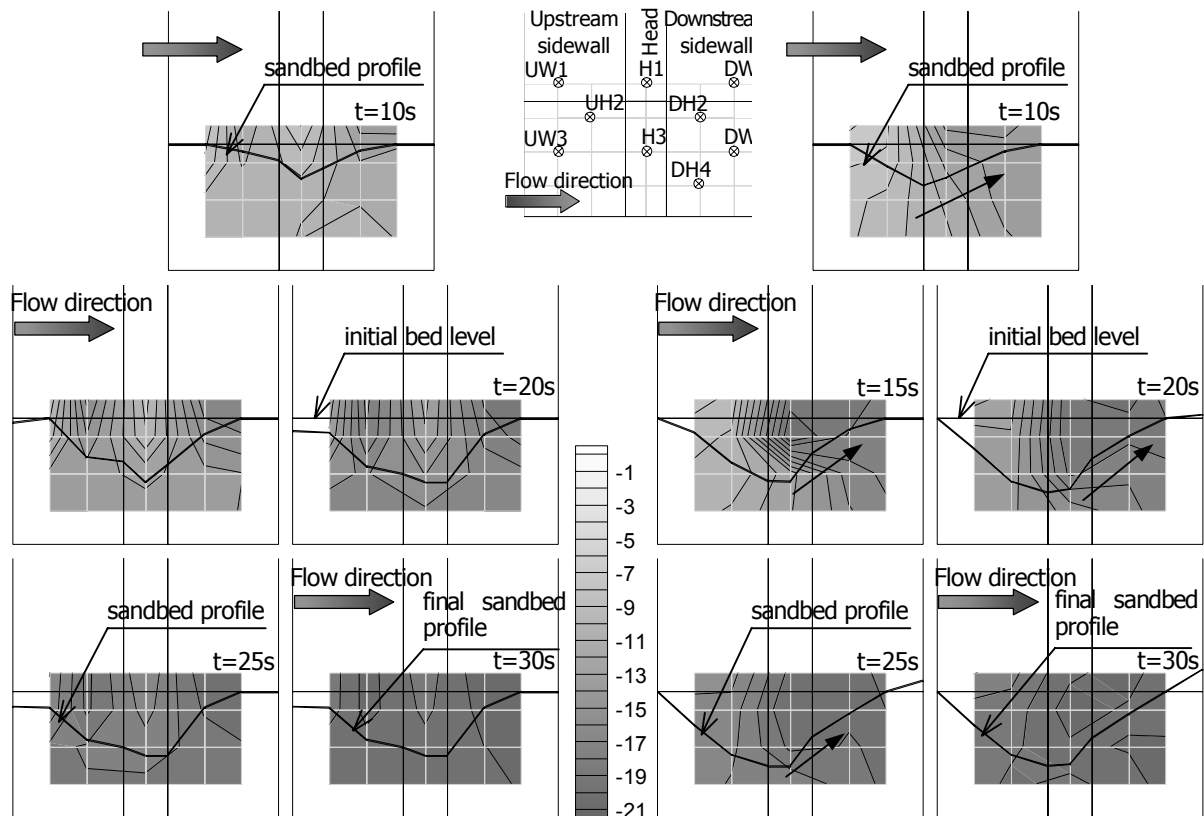 Upstream
sidewall
Head
Downstrea
sidewal
sandbed profile
t=10s
UW1
H1
DW
UH2
DH2
UW3
H3
DW
DH4
Flow direction
sandbed profile
t=10s
Flow direction
initial bed level
t=20s
Flow direction
t=15s
initial bed level
t=20s
-1
-3
-5
-7
-9
-11
-13
-15
-17
-19
-21
sandbed profile
t=25s
Flow direction
final sandbed
profile
t=30s
sandbed profile
t=25s
Flow direction
final sandbed
profile
t=30s